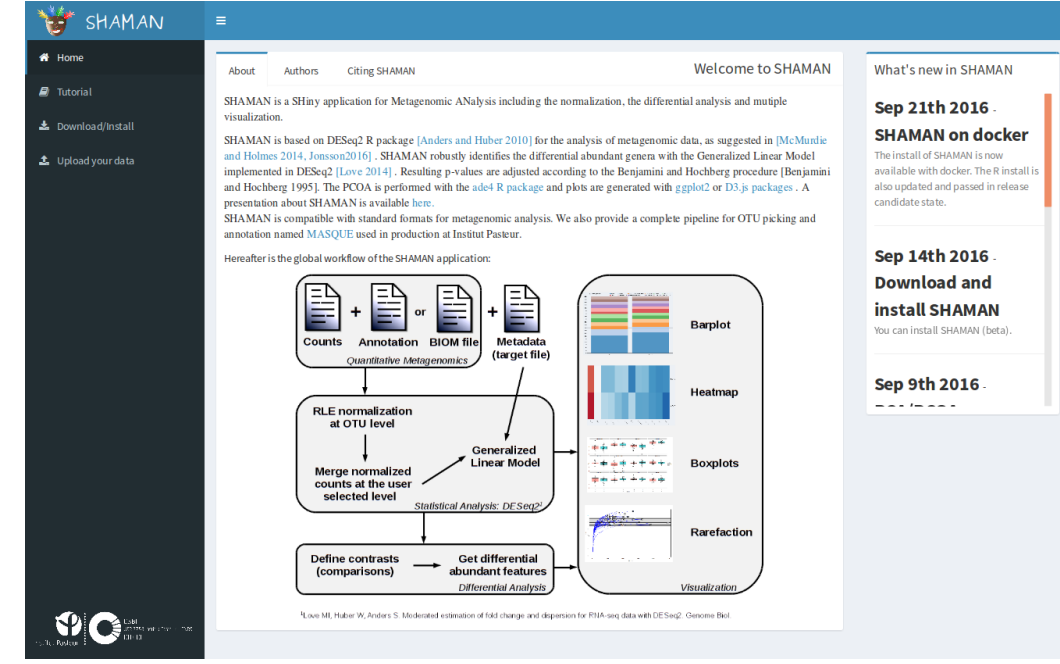 SHAMAN
Home
Tutorial
Download/Install
Upload your data
Institut Pasteur
About
Authors
Citing SHAMAN
Welcome to SHAMAN
SHAMAN is a SHiny application for Metagenomic ANalysis including the normalization, the differential analysis and mutiple
visualization.
SHAMAN is based on DESeq2 R package [Anders and Huber 2010] for the analysis of metagenomic data, as suggested in [McMurdie
and Holmes 2014, Jonsson2016] . SHAMAN robustly identifies the differential abundant genera with the Generalized Linear Model
implemented in DESeq2 [Love 2014] . Resulting p-values are adjusted according to the Benjamini and Hochberg procedure [Benjamini
and Hochberg 1995]. The PCOA is performed with the ade4 R package and plots are generated with ggplot2 or D3.js packages . A
presentation about SHAMAN is available here.
SHAMAN is compatible with standard formats for metagenomic analysis. We also provide a complete pipeline for OTU picking and
annotation named MASQUE used in production at Institut Pasteur.
Hereafter is the global workflow of the SHAMAN application:
Counts
+
Annotation
or
BIOM file
+
Metadata
(target file)
Quantitative Metagenomics
RLE normalization
at OTU level
Merge normalized
counts at the user
selected level
Generalized
Linear Model
Statistical Analysis: DESeq2¹
Define contrasts
(comparisons)
Get differential
abundant features
Differential Analysis
Barplot
Heatmap
Boxplots
Rarefaction
Visualization
¹Love MI, Huber W, Anders S. Moderated estimation of fold change and dispersion for RNA-seq data with DESeq2. Genome Biol.
What's new in SHAMAN
Sep 21th 2016 -
SHAMAN on docker
The install of SHAMAN is now
available with docker. The R install is
also updated and passed in release
candidate state.
Sep 14th 2016 -
Download and
install SHAMAN
You can install SHAMAN (beta).
Sep 9th 2016 -